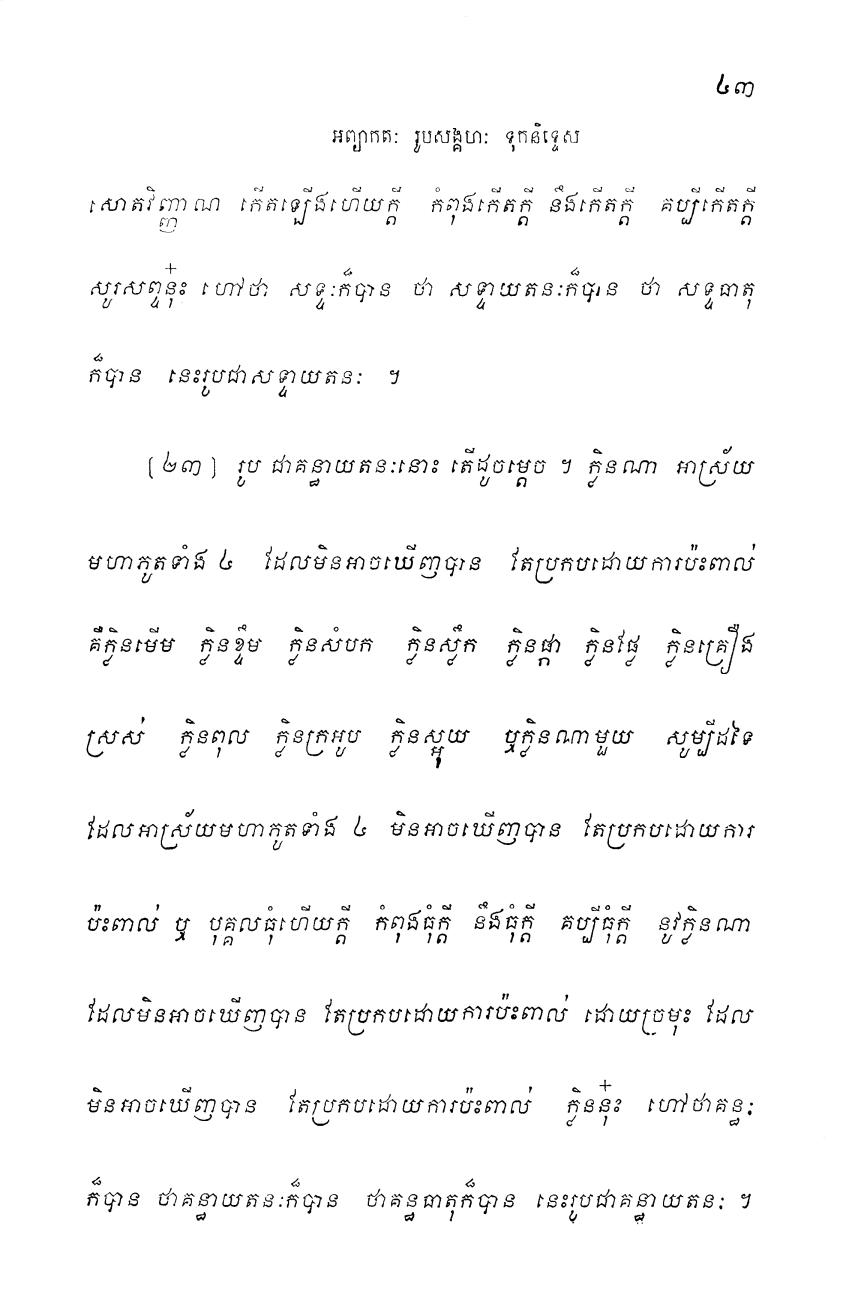 ៤៣
អព្យាកតៈ រូបសង្គហៈ ទុកនិទ្ទេស
សោតវិញ្ញាណ កើតឡើងហើយក្តី កំពុងកើតក្តី នឹងកើតក្តី គប្បីកើតក្តី
សូរសព្ទនុ៎ះ ហៅថា សទ្ទៈក៏បាន ថា សទ្ទាយតនៈក៏បាន ថា សទ្ទធាតុ
ក៏បាន នេះរូបជាសទ្ទាយតនៈ ។
[៤៣] រូប ជាគន្ធាយតនៈនោះ តើដូចម្តេច ។ ក្លិនណា អាស្រ័យ
មហាភូតទាំង ៤ ដែលមិនអាចឃើញបាន តែប្រកបដោយការប៉ះពាល់
គឺក្លិនមើម ក្លិនខ្ទឹម ក្លិនសំបក ក្លិនស្លឹក ក្លិនផ្កា ក្លិនផ្លែ ក្លិនគ្រឿង
ស្រស់ ក្លិនពុល ក្លិនក្រអូប ក្លិនស្អុយ ឬក្លិនណាមួយ សូម្បីដទៃ
ដែលអាស្រ័យមហាភូតទាំង ៤ មិនអាចឃើញបាន តែប្រកបដោយការ
ប៉ះពាល់ ឬ បុគ្គលធុំហើយក្តី កំពុងធុំក្តី នឹងធុំក្តី គប្បីធុំក្តី នូវក្លិនណា
ដែលមិនអាចឃើញបាន តែប្រកបដោយការប៉ះពាល់ ដោយច្រមុះ ដែល
មិនអាចឃើញបាន តែប្រកបដោយការប៉ះពាល់ ក្លិននុ៎ះ ហៅថាគន្ធៈ
ក៏បាន ថាគន្ធាយតនៈក៏បាន ថាគន្ធធាតុក៏បាន នេះរូបជាគន្ធាយតនៈ ។